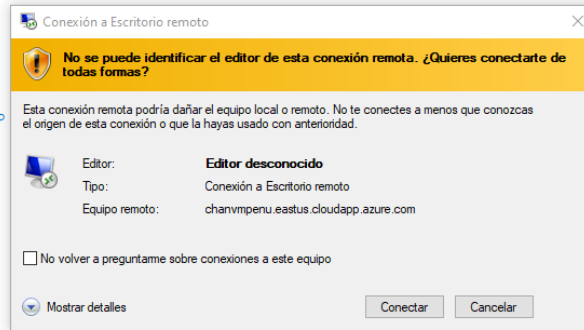 Conexión a Escritorio remoto
No se puede identificar el editor de esta conexión remota. ¿Quieres conectarte de
todas formas?
Esta conexión remota podría dañar el equipo local o remoto. No te conectes a menos que conozcas
el origen de esta conexión o que la hayas usado con anterioridad.
Editor: Editor desconocido
Tipo: Conexión a Escritorio remoto
Equipo remoto: chanvmpenu.eastus.cloudapp.azure.com
No volver a preguntarme sobre conexiones a este equipo
Mostrar detalles Conectar Cancelar